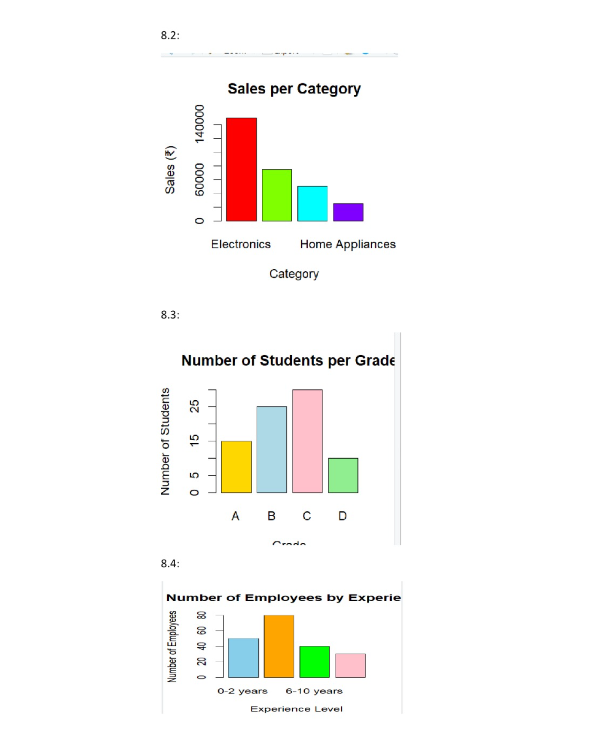 8.2:
Sales per Category
Sales (₹)
0 60000 140000
Electronics Home Appliances
Category
8.3:
Number of Students per Grade
Number of Students
0 5 15 25
A B C D
Grade
8.4:
Number of Employees by Experie
Number of Employees
0 20 40 60 80
0-2 years 6-10 years
Experience Level